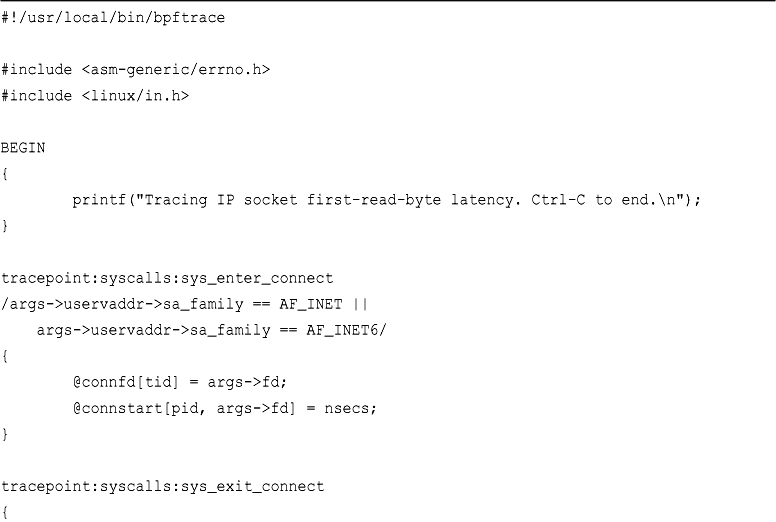 #!/usr/local/bin/bpftrace
#include <asm-generic/errno.h>
#include <linux/in.h>
BEGIN
{
        printf("Tracing IP socket first-read-byte latency. Ctrl-C to end.\n");
}
tracepoint:syscalls:sys_enter_connect
/args->uservaddr->sa_family == AF_INET ||
    args->uservaddr->sa_family == AF_INET6/
{
        @connfd[tid] = args->fd;
        @connstart[pid, args->fd] = nsecs;
}
tracepoint:syscalls:sys_exit_connect
{